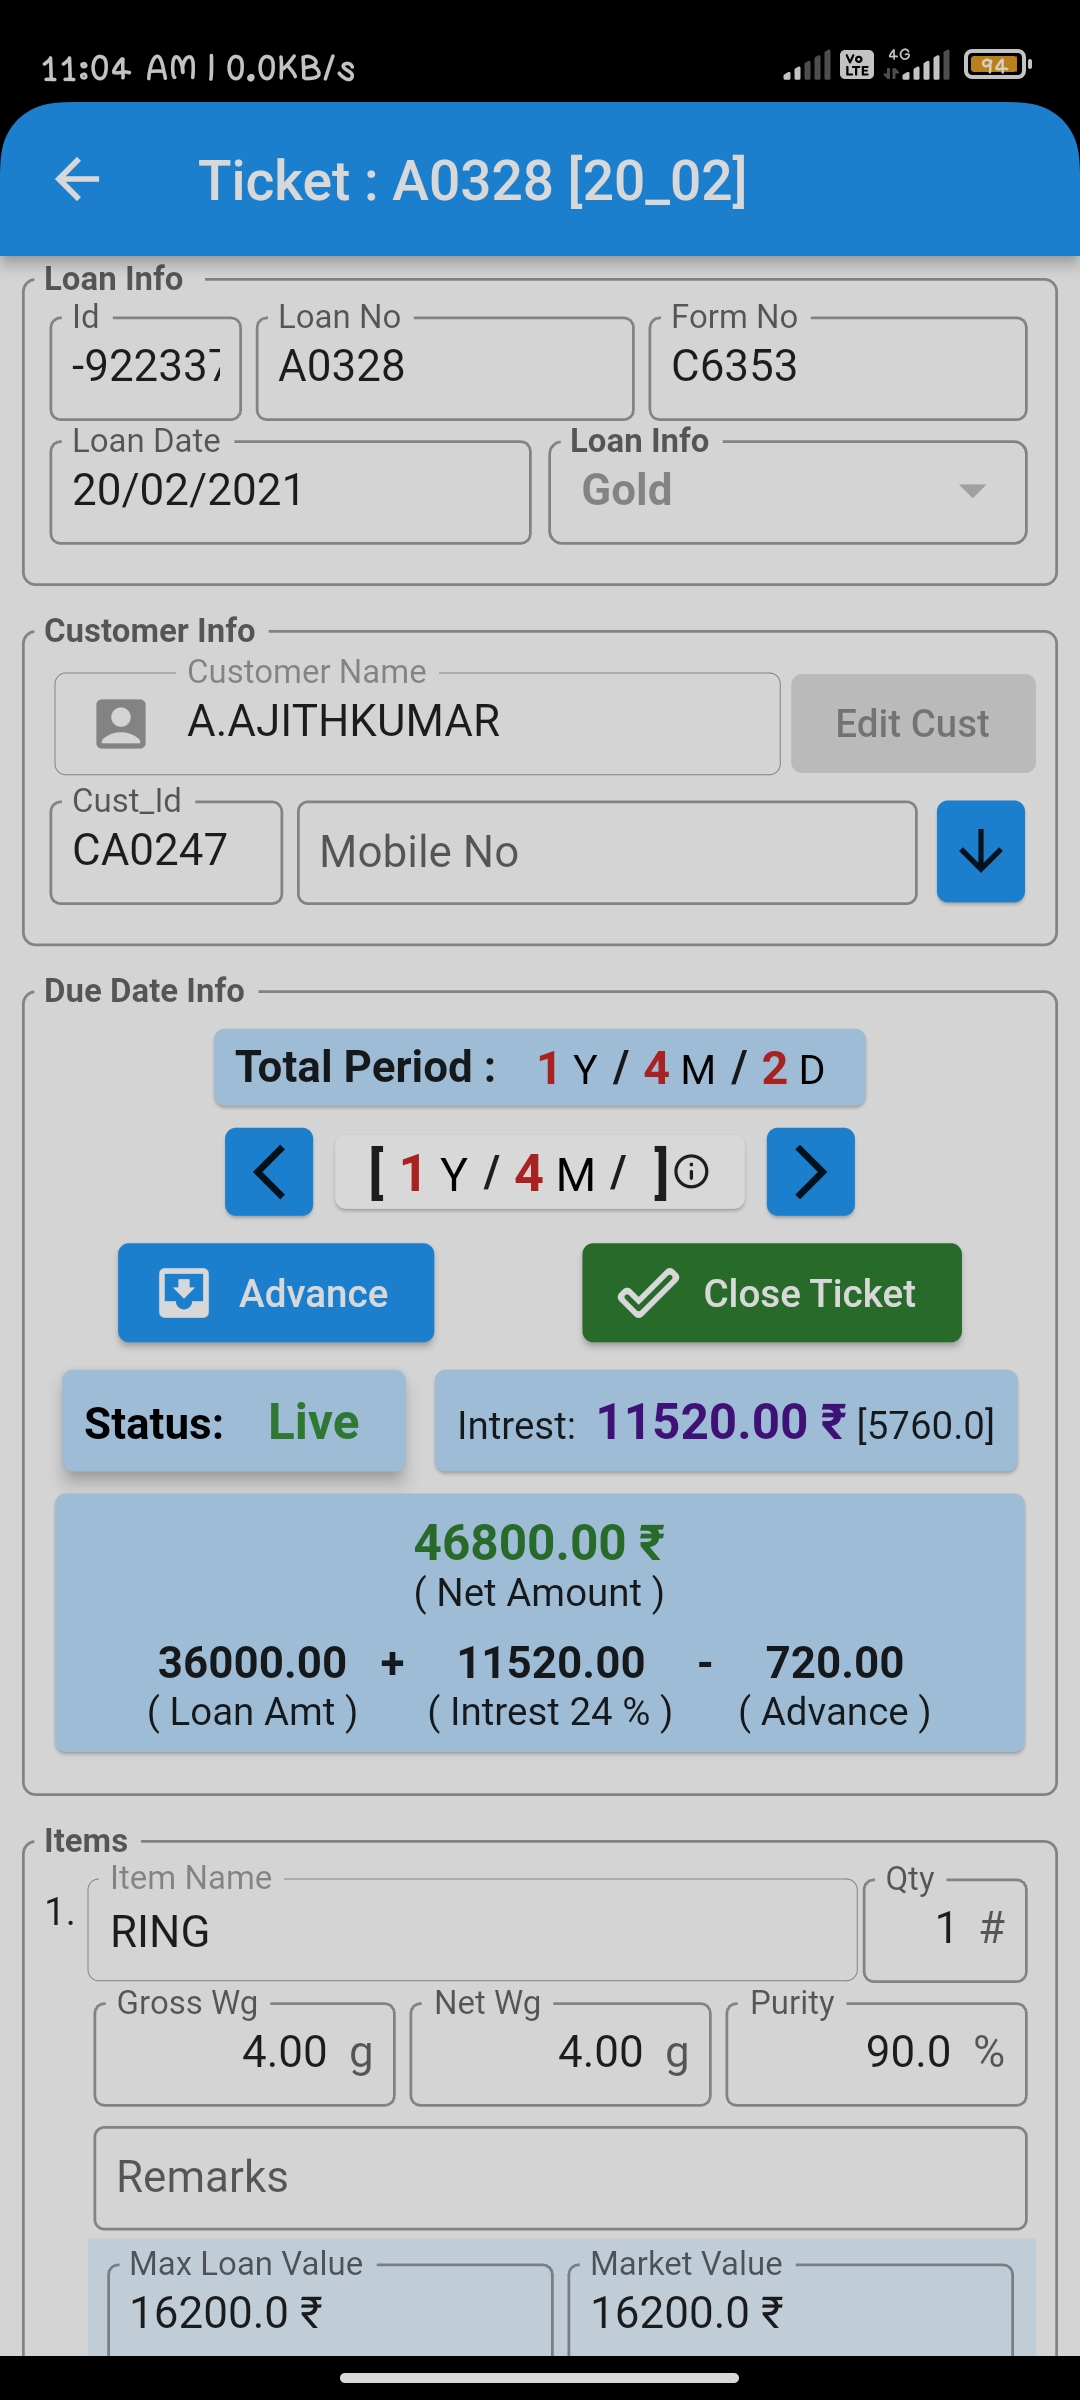 11:04 AM | 0.0KB/s Vo LTE 4G 94
Ticket : A0328 [20_02]
Loan Info
Id Loan No Form No
-922337 A0328 C6353
Loan Date Loan Info
20/02/2021 Gold
Customer Info
Customer Name
A.AJITHKUMAR Edit Cust
Cust_Id
CA0247 Mobile No
Due Date Info
Total Period : 1 Y / 4 M / 2 D
[ 1 Y / 4 M / ]
Advance Close Ticket
Status: Live Intrest: 11520.00 ₹ [5760.0]
46800.00 ₹
( Net Amount )
36000.00 + 11520.00 - 720.00
( Loan Amt ) ( Intrest 24 % ) ( Advance )
Items
Item Name Qty
1. RING 1 #
Gross Wg Net Wg Purity
4.00 g 4.00 g 90.0 %
Remarks
Max Loan Value Market Value
16200.0 ₹ 16200.0 ₹